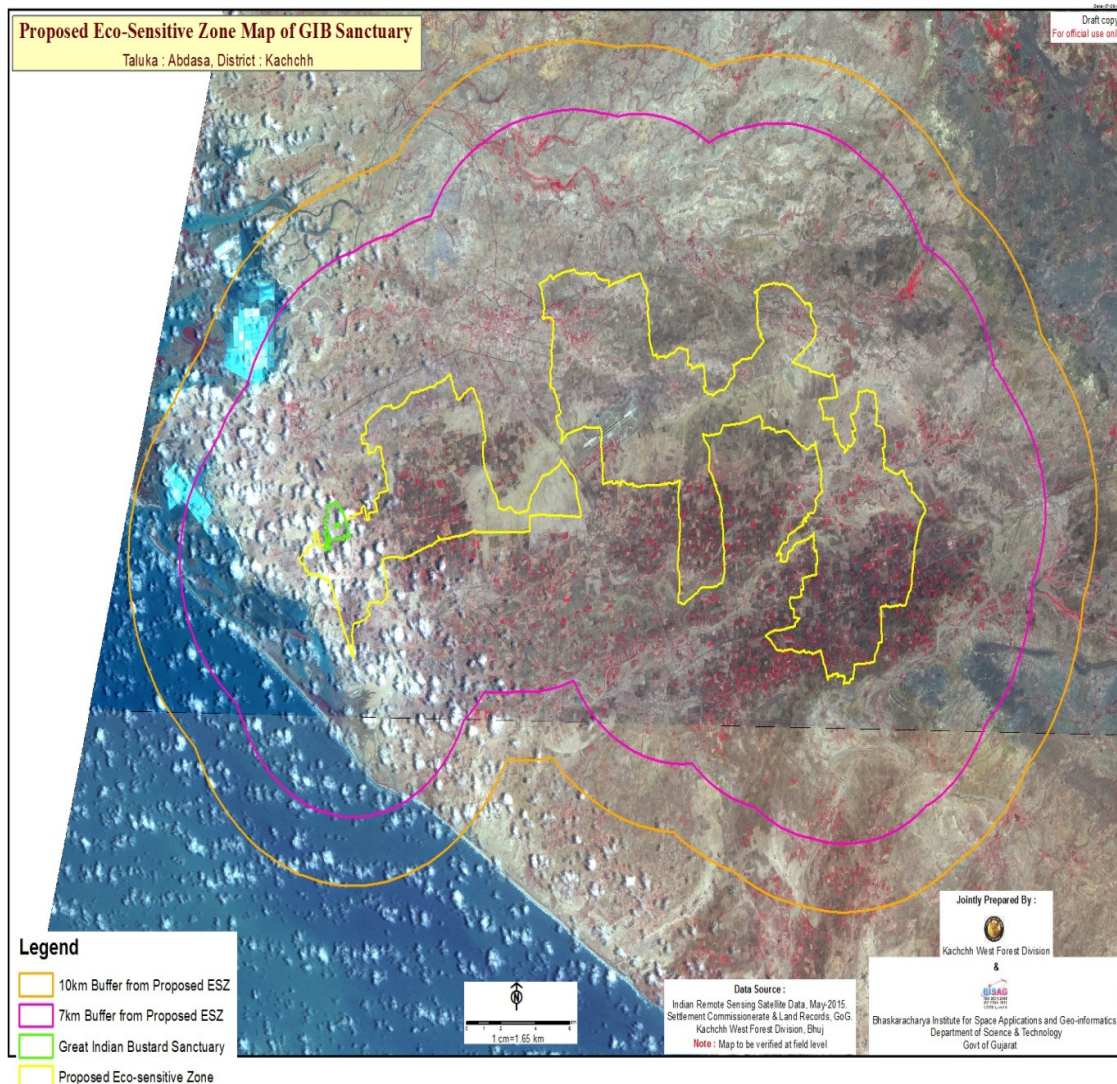 Proposed Eco-Sensitive Zone Map of GIB Sanctuary
Taluka : Abdasa, District : Kachchh
Draft copy
For official use onl
Legend
10km Buffer from Proposed ESZ
7km Buffer from Proposed ESZ
Great Indian Bustard Sanctuary
Proposed Eco-sensitive Zone
1 cm=1.65 km
Data Source :
Indian Remote Sensing Satellite Data, May-2015.
Settlement Commissionerate & Land Records, GoG.
Kachchh West Forest Division, Bhuj
Note : Map to be verified at field level
Jointly Prepared By :
Kachchh West Forest Division
&
BISAG
Bhaskaracharya Institute for Space Applications and Geo-informatics
Department of Science & Technology
Govt of Gujarat